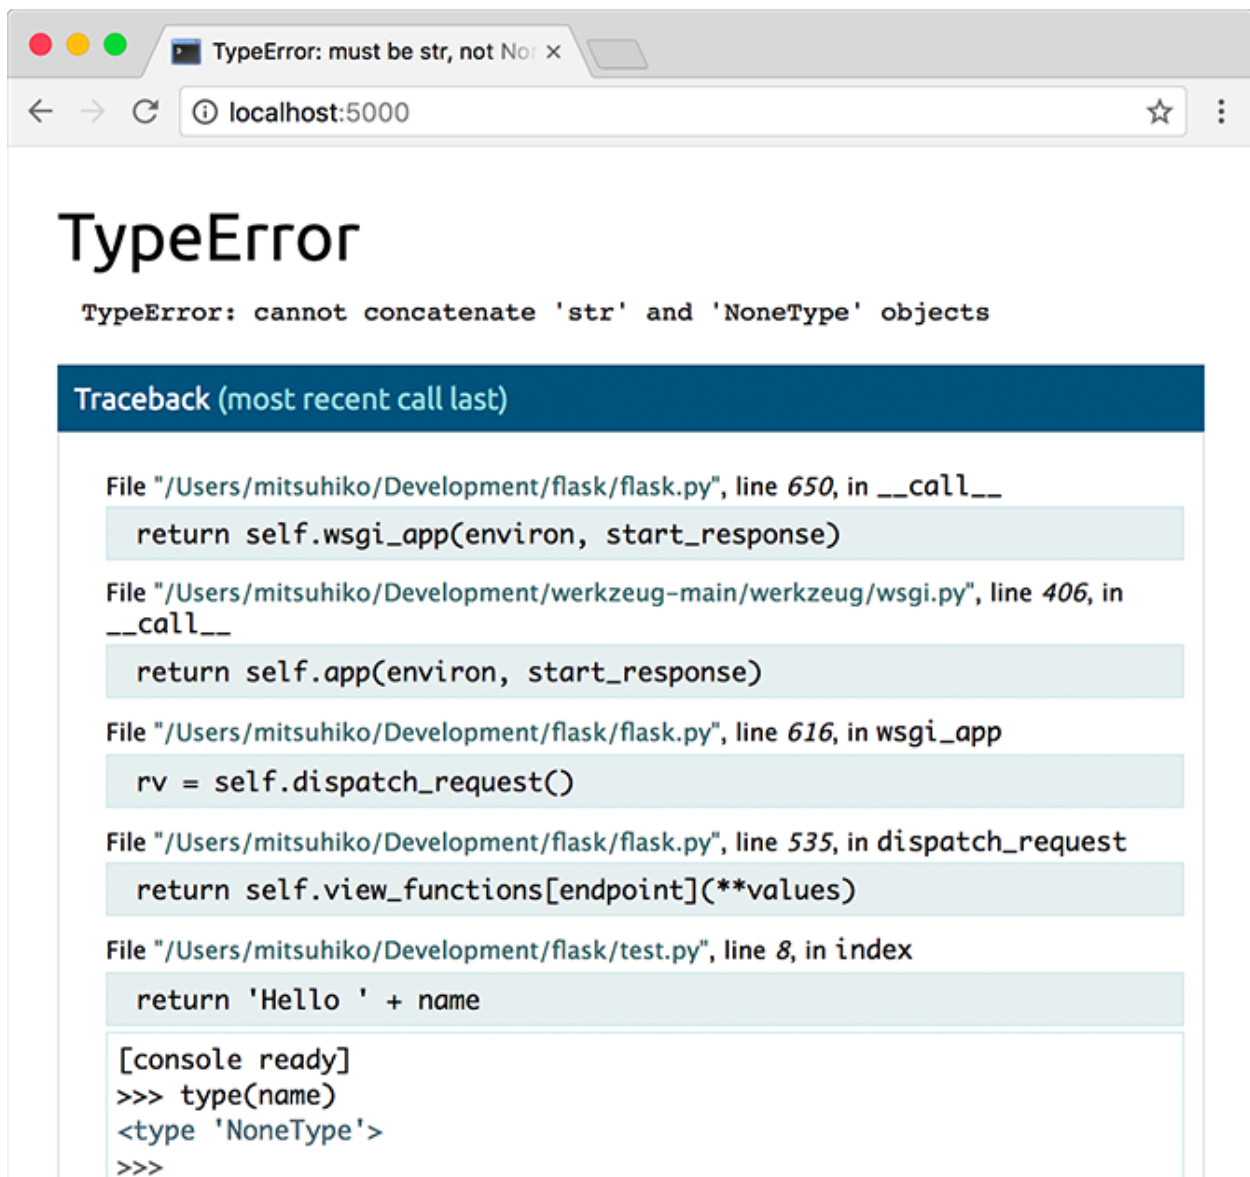 TypeError: must be str, not Nor
localhost:5000
TypeError
TypeError: cannot concatenate 'str' and 'NoneType' objects
Traceback (most recent call last)
File "/Users/mitsuhiko/Development/flask/flask.py", line 650, in __call__
return self.wsgi_app(environ, start_response)
File "/Users/mitsuhiko/Development/werkzeug-main/werkzeug/wsgi.py", line 406, in
__call__
return self.app(environ, start_response)
File "/Users/mitsuhiko/Development/flask/flask.py", line 616, in wsgi_app
rv = self.dispatch_request()
File "/Users/mitsuhiko/Development/flask/flask.py", line 535, in dispatch_request
return self.view_functions[endpoint](**values)
File "/Users/mitsuhiko/Development/flask/test.py", line 8, in index
return 'Hello ' + name
[console ready]
>>> type(name)
<type 'NoneType'>
>>>